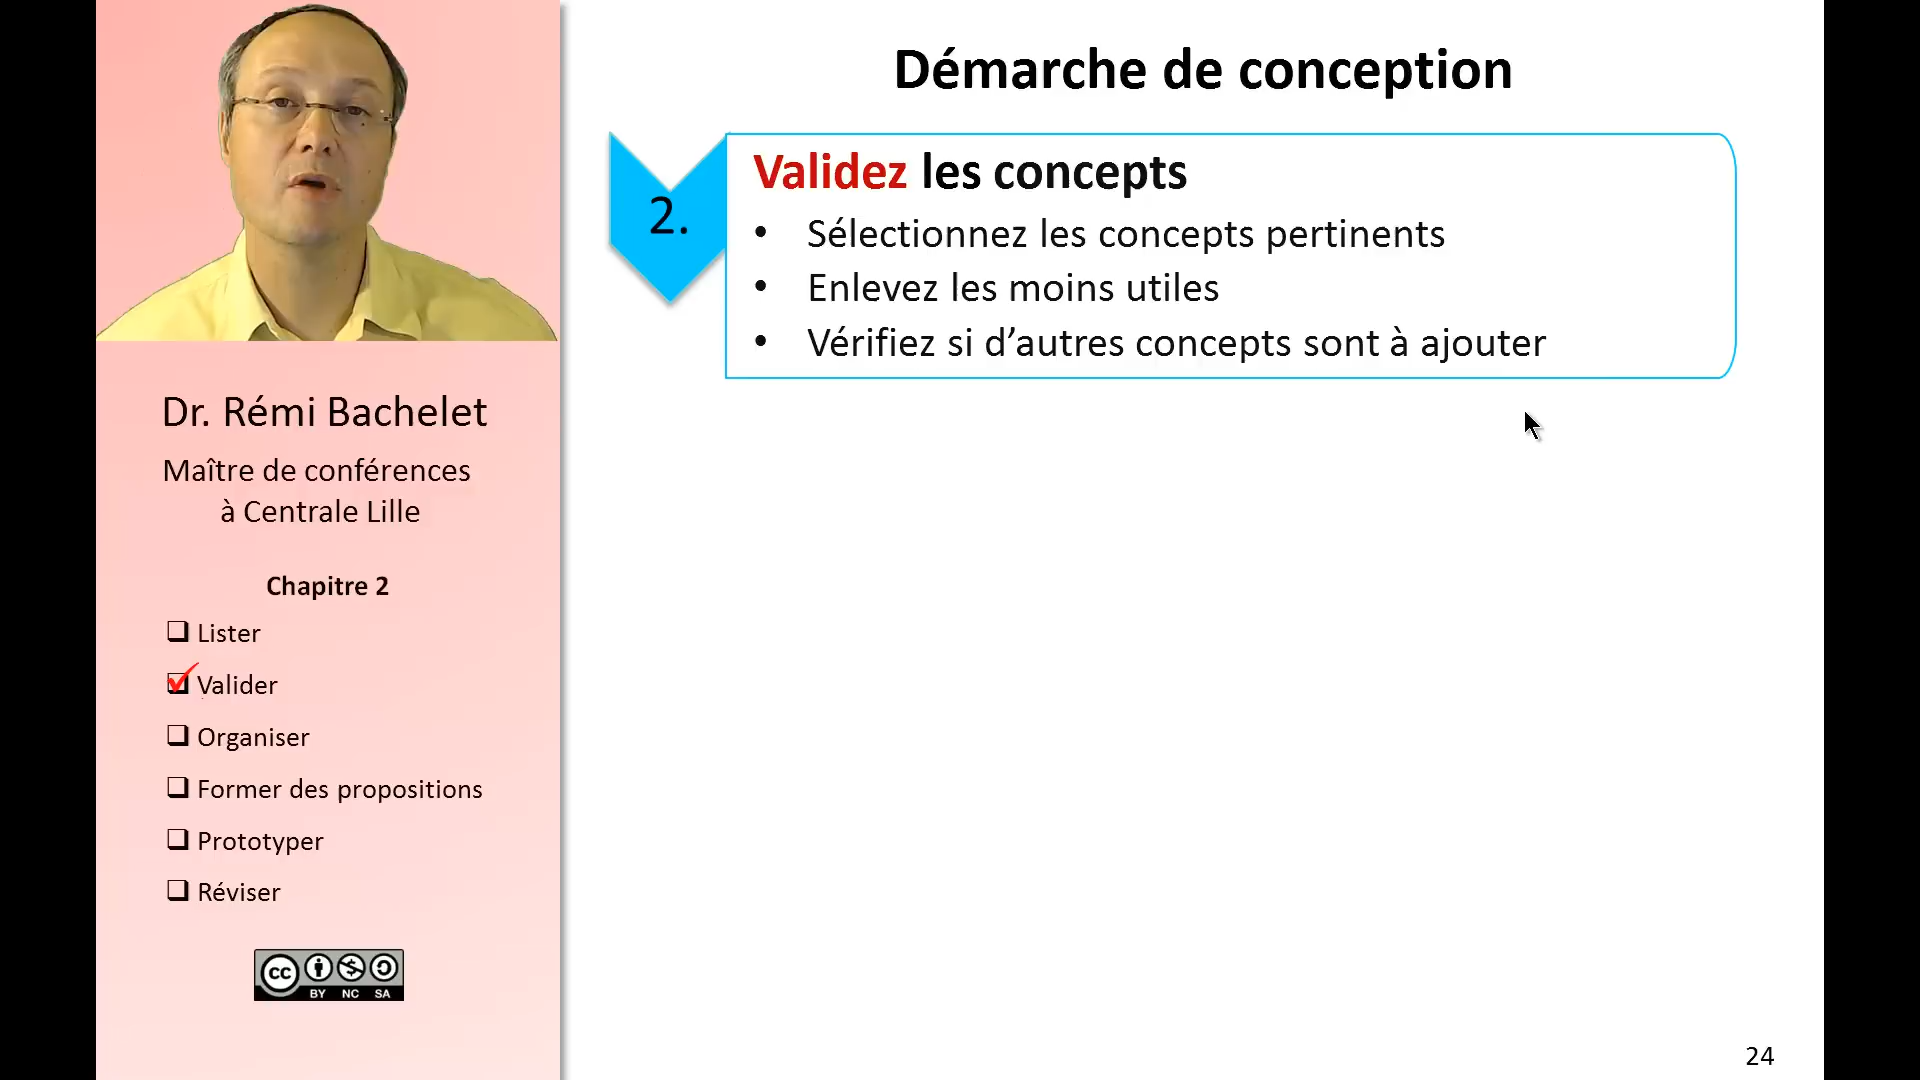 Démarche de conception
2.
Validez les concepts
• Sélectionnez les concepts pertinents
• Enlevez les moins utiles
• Vérifiez si d’autres concepts sont à ajouter
Dr. Rémi Bachelet
Maître de conférences
à Centrale Lille
Chapitre 2
Lister
Valider
Organiser
Former des propositions
Prototyper
Réviser
cc
BY NC SA
24